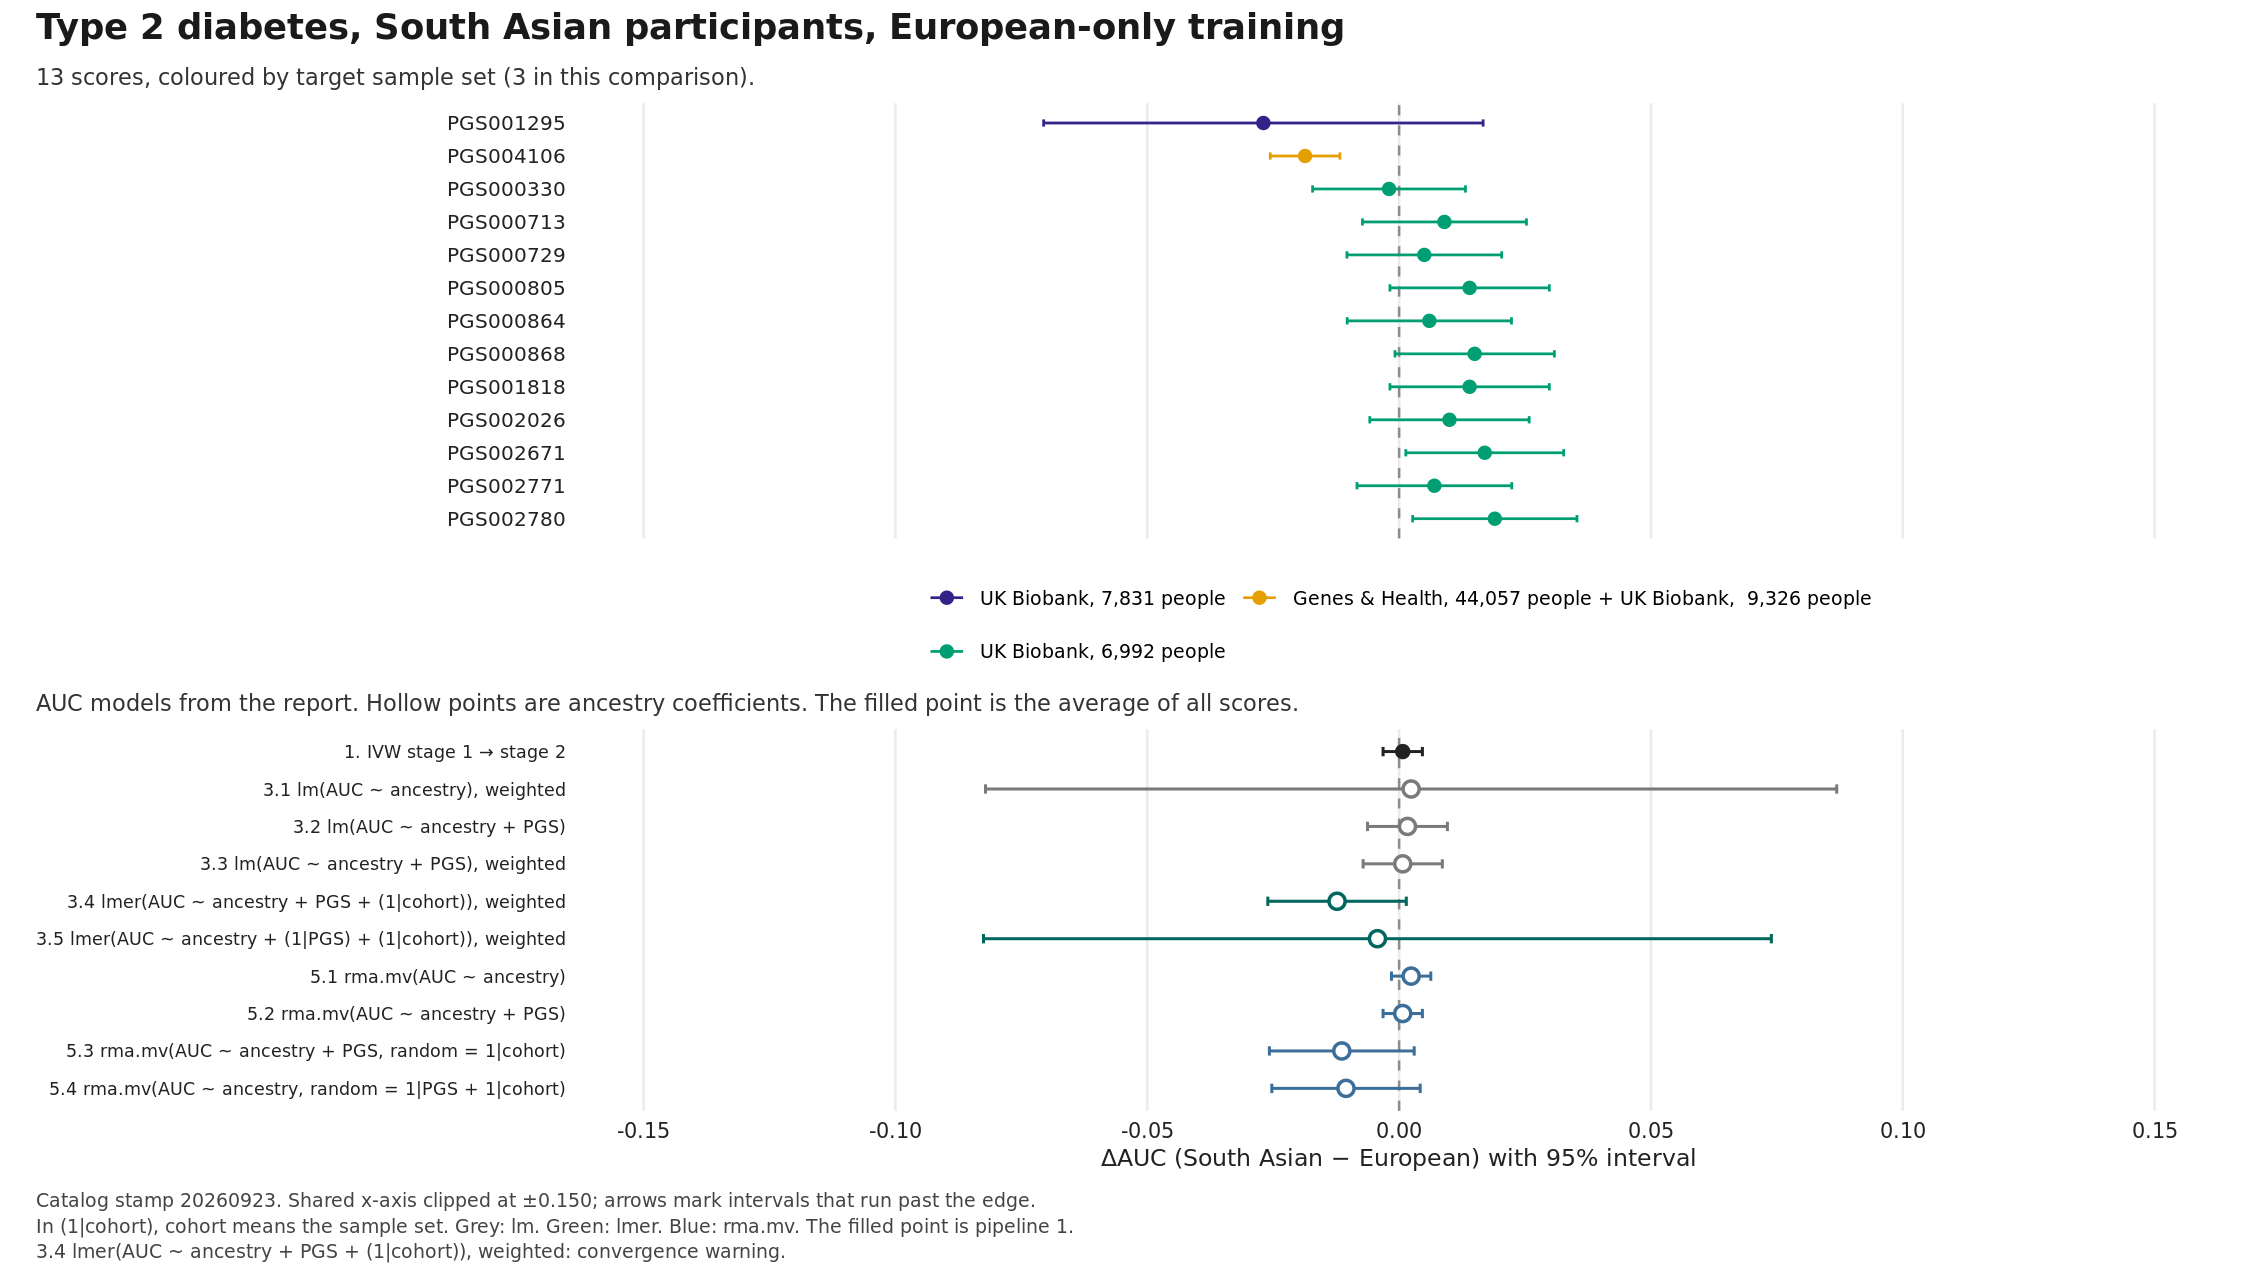 Type 2 diabetes, South Asian participants, European-only training
13 scores, coloured by target sample set (3 in this comparison).
PGS001295
PGS004106
PGS000330
PGS000713
PGS000729
PGS000805
PGS000864
PGS000868
PGS001818
PGS002026
PGS002671
PGS002771
PGS002780
UK Biobank, 7,831 people
Genes & Health, 44,057 people + UK Biobank,  9,326 people
UK Biobank, 6,992 people
AUC models from the report. Hollow points are ancestry coefficients. The filled point is the average of all scores.
1. IVW stage 1 → stage 2
3.1 lm(AUC ~ ancestry), weighted
3.2 lm(AUC ~ ancestry + PGS)
3.3 lm(AUC ~ ancestry + PGS), weighted
3.4 lmer(AUC ~ ancestry + PGS + (1|cohort)), weighted
3.5 lmer(AUC ~ ancestry + (1|PGS) + (1|cohort)), weighted
5.1 rma.mv(AUC ~ ancestry)
5.2 rma.mv(AUC ~ ancestry + PGS)
5.3 rma.mv(AUC ~ ancestry + PGS, random = 1|cohort)
5.4 rma.mv(AUC ~ ancestry, random = 1|PGS + 1|cohort)
-0.15 -0.10 -0.05 0.00 0.05 0.10 0.15
ΔAUC (South Asian − European) with 95% interval
Catalog stamp 20260923. Shared x-axis clipped at ±0.150; arrows mark intervals that run past the edge.
In (1|cohort), cohort means the sample set. Grey: lm. Green: lmer. Blue: rma.mv. The filled point is pipeline 1.
3.4 lmer(AUC ~ ancestry + PGS + (1|cohort)), weighted: convergence warning.